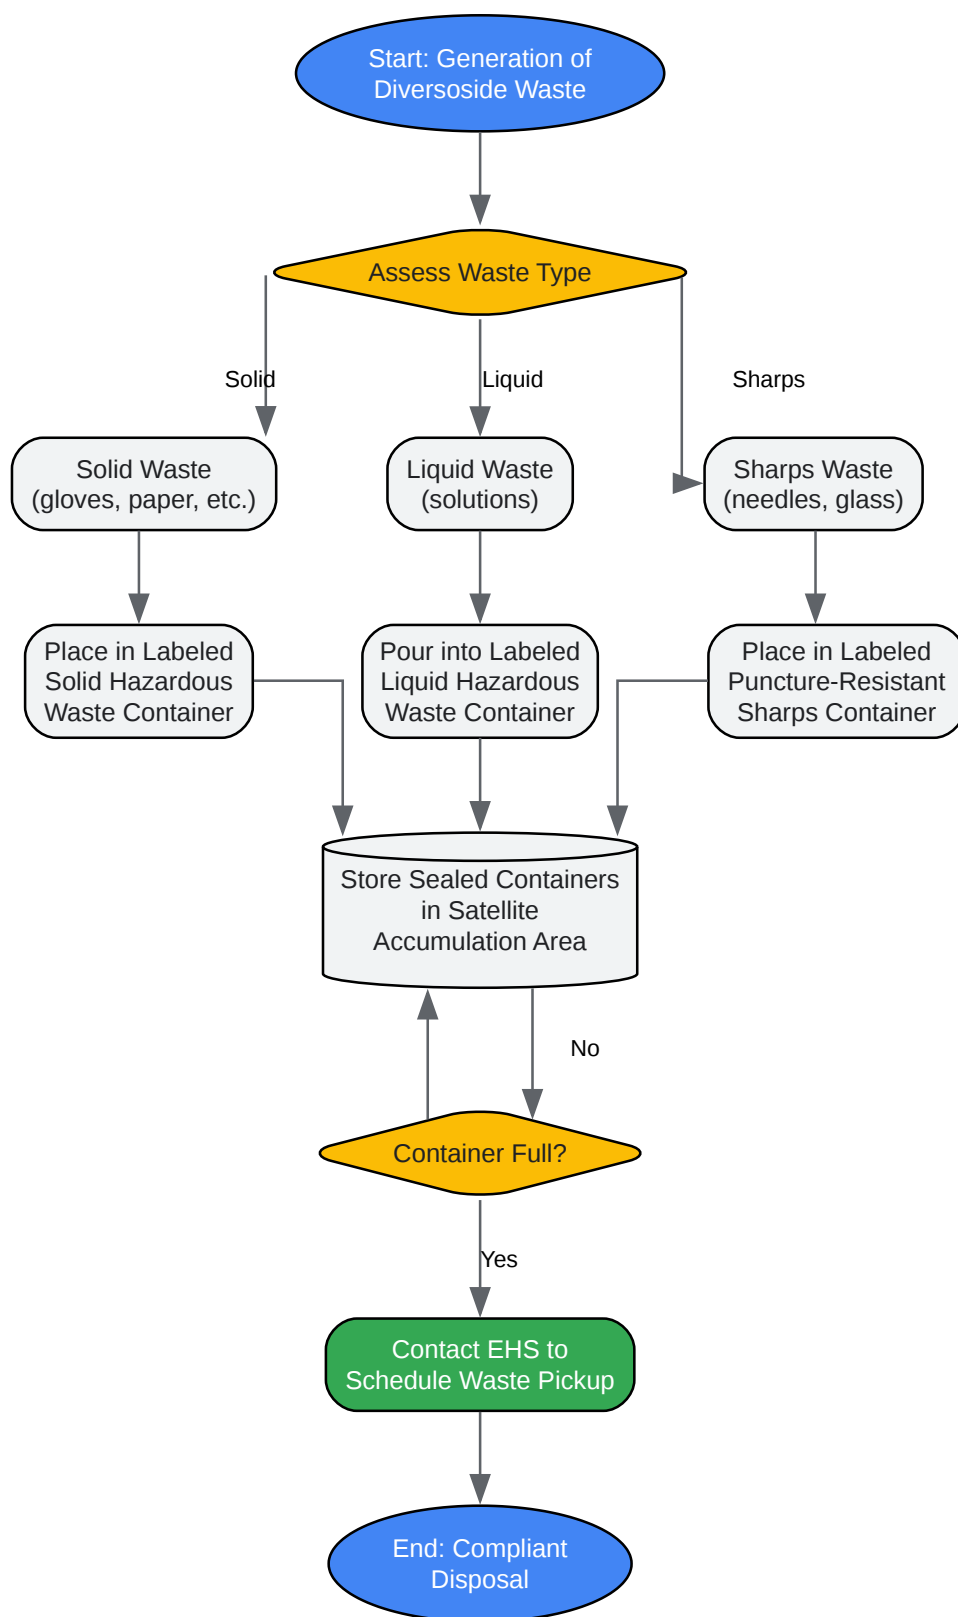 Start: Generation of
Diversoside Waste
Assess Waste Type
Solid
Liquid
Sharps
Solid Waste
(gloves, paper, etc.)
Liquid Waste
(solutions)
Sharps Waste
(needles, glass)
Place in Labeled
Solid Hazardous
Waste Container
Pour into Labeled
Liquid Hazardous
Waste Container
Place in Labeled
Puncture-Resistant
Sharps Container
Store Sealed Containers
in Satellite
Accumulation Area
No
Container Full?
Yes
Contact EHS to
Schedule Waste Pickup
End: Compliant
Disposal